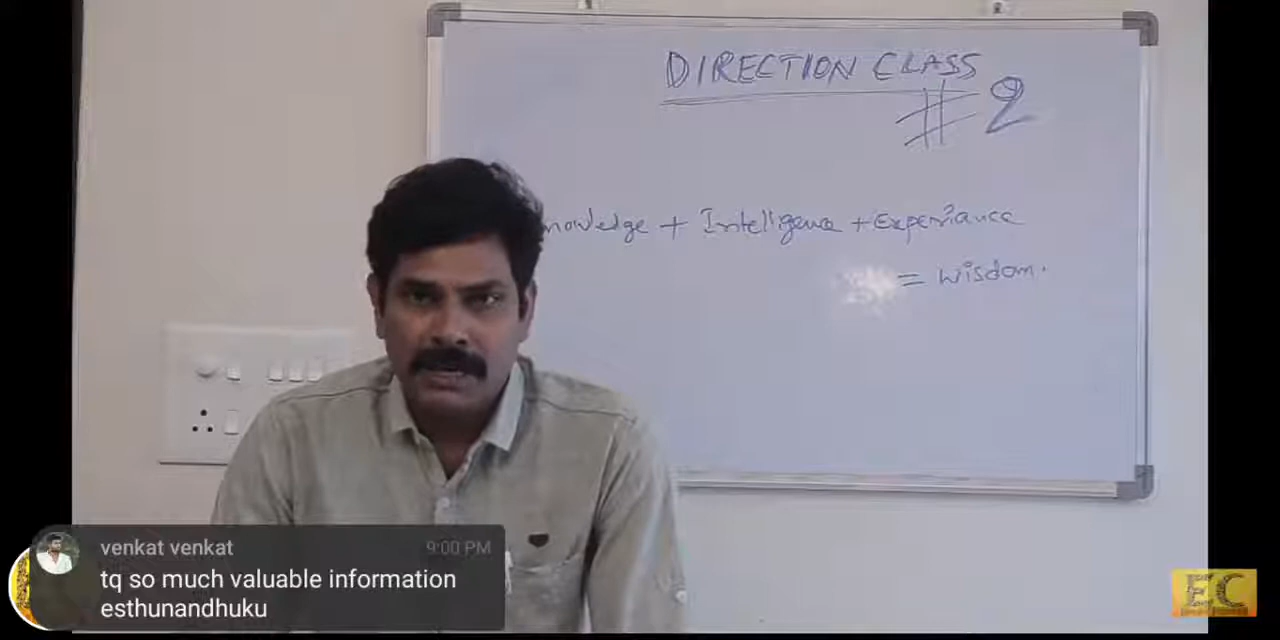 DIRECTION CLASS
#2
nowledge + Intelligence + Experiance
= wisdom.
venkat venkat 9:00 PM
tq so much valuable information
esthunandhuku
EC